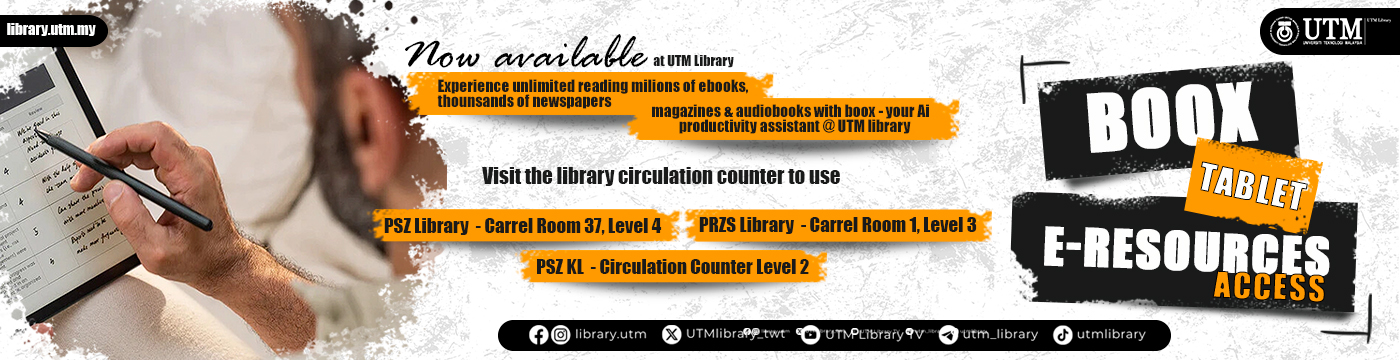 library.utm.my
UTM
UNIVERSITI TEKNOLOGI MALAYSIA
UTM Library
Now available at UTM Library
Experience unlimited reading milions of ebooks,
thounsands of newspapers
magazines & audiobooks with boox - your Ai
productivity assistant @ UTM library
Visit the library circulation counter to use
PSZ Library - Carrel Room 37, Level 4
PRZS Library - Carrel Room 1, Level 3
PSZ KL - Circulation Counter Level 2
BOOX
TABLET
E-RESOURCES
ACCESS
library.utm
UTMlibrary_twt
UTM Library TV
utm_library
utmlibrary